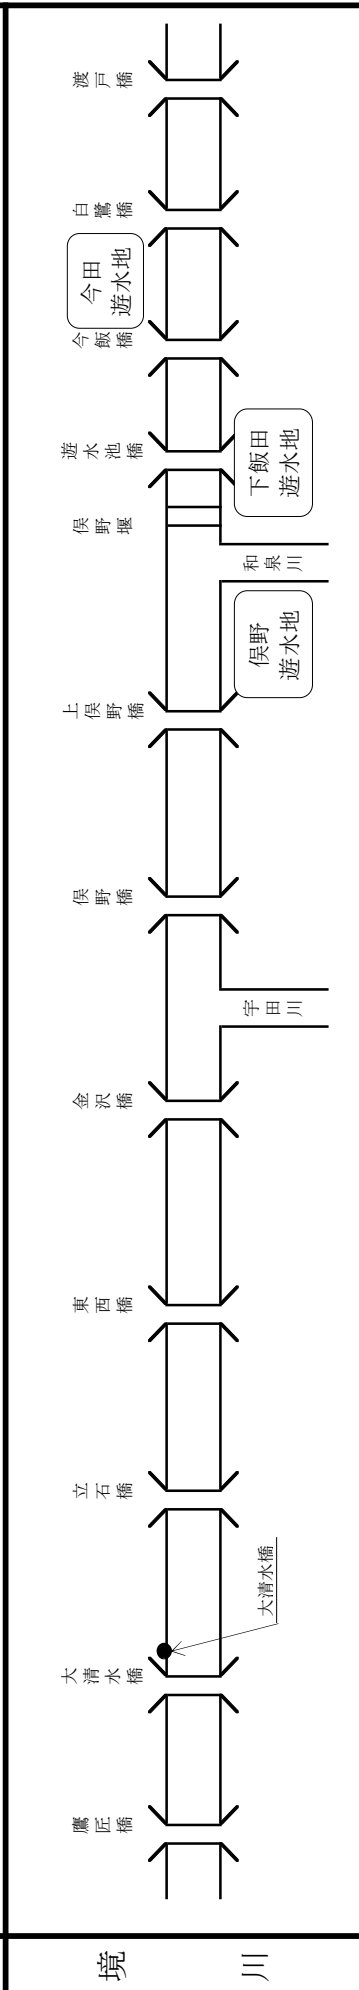 渡戸橋
白鷺橋
今田
遊水地
今飯橋
遊水池橋
下飯田
遊水地
俣野堰
和泉川
俣野
遊水地
上俣野橋
俣野橋
宇田川
金沢橋
東西橋
立石橋
大清水橋
大清水橋
鷹匠橋
境川